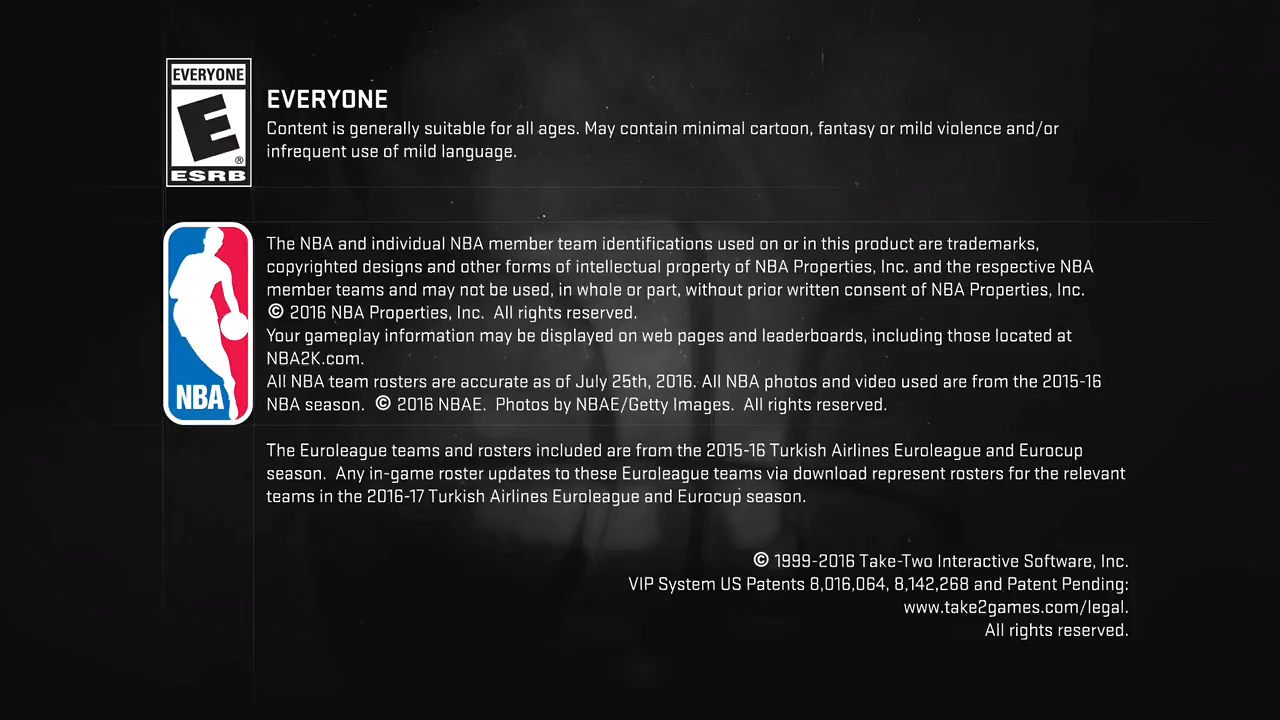 EVERYONE
E
®
ESRB
EVERYONE
Content is generally suitable for all ages. May contain minimal cartoon, fantasy or mild violence and/or
infrequent use of mild language.
NBA
The NBA and individual NBA member team identifications used on or in this product are trademarks,
copyrighted designs and other forms of intellectual property of NBA Properties, Inc. and the respective NBA
member teams and may not be used, in whole or part, without prior written consent of NBA Properties, Inc.
© 2016 NBA Properties, Inc.  All rights reserved.
Your gameplay information may be displayed on web pages and leaderboards, including those located at
NBA2K.com.
All NBA team rosters are accurate as of July 25th, 2016. All NBA photos and video used are from the 2015-16
NBA season.  © 2016 NBAE.  Photos by NBAE/Getty Images.  All rights reserved.
The Euroleague teams and rosters included are from the 2015-16 Turkish Airlines Euroleague and Eurocup
season.  Any in-game roster updates to these Euroleague teams via download represent rosters for the relevant
teams in the 2016-17 Turkish Airlines Euroleague and Eurocup season.
© 1999-2016 Take-Two Interactive Software, Inc.
VIP System US Patents 8,016,064, 8,142,268 and Patent Pending:
www.take2games.com/legal.
All rights reserved.